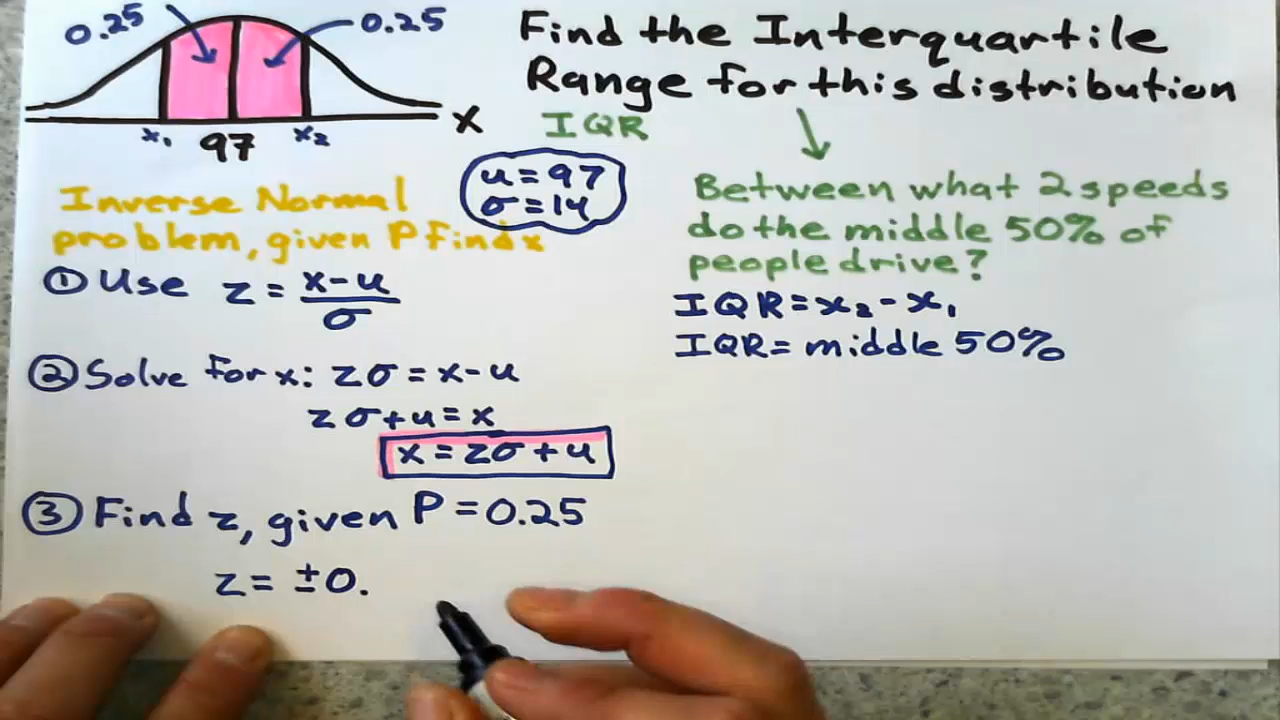 0.25
0.25
x₁ 97 x₂
x
Find the Interquartile
Range for this distribution
IQR
u = 97
σ = 14
Between what 2 speeds
do the middle 50% of
people drive?
IQR = x₂ - x₁
IQR = middle 50%
Inverse Normal
problem, given P find x
① Use z = x-u / σ
② Solve for x: zσ = x-u
zσ+u = x
x = zσ + u
③ Find z, given P = 0.25
z = ±0.